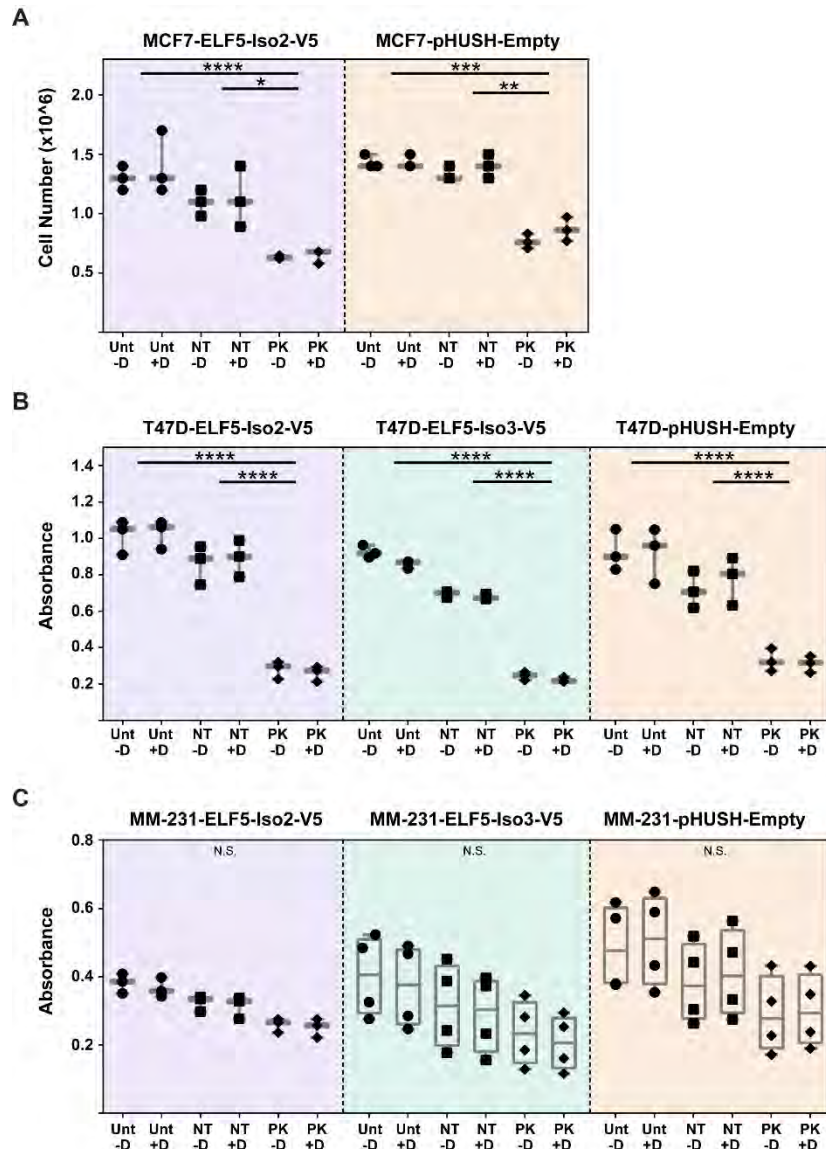 A
MCF7-ELF5-Iso2-V5 MCF7-pHUSH-Empty
**** ***
* **
Cell Number (x10^6)
2.0
1.5
1.0
0.5
Unt Unt NT NT PK PK Unt Unt NT NT PK PK
-D +D -D +D -D +D -D +D -D +D -D +D
B
T47D-ELF5-Iso2-V5 T47D-ELF5-Iso3-V5 T47D-pHUSH-Empty
**** **** ****
**** **** ****
Absorbance
1.4
1.2
1.0
0.8
0.6
0.4
0.2
Unt Unt NT NT PK PK Unt Unt NT NT PK PK Unt Unt NT NT PK PK
-D +D -D +D -D +D -D +D -D +D -D +D -D +D -D +D -D +D
C
MM-231-ELF5-Iso2-V5 MM-231-ELF5-Iso3-V5 MM-231-pHUSH-Empty
N.S. N.S. N.S.
Absorbance
0.8
0.6
0.4
0.2
Unt Unt NT NT PK PK Unt Unt NT NT PK PK Unt Unt NT NT PK PK
-D +D -D +D -D +D -D +D -D +D -D +D -D +D -D +D -D +D